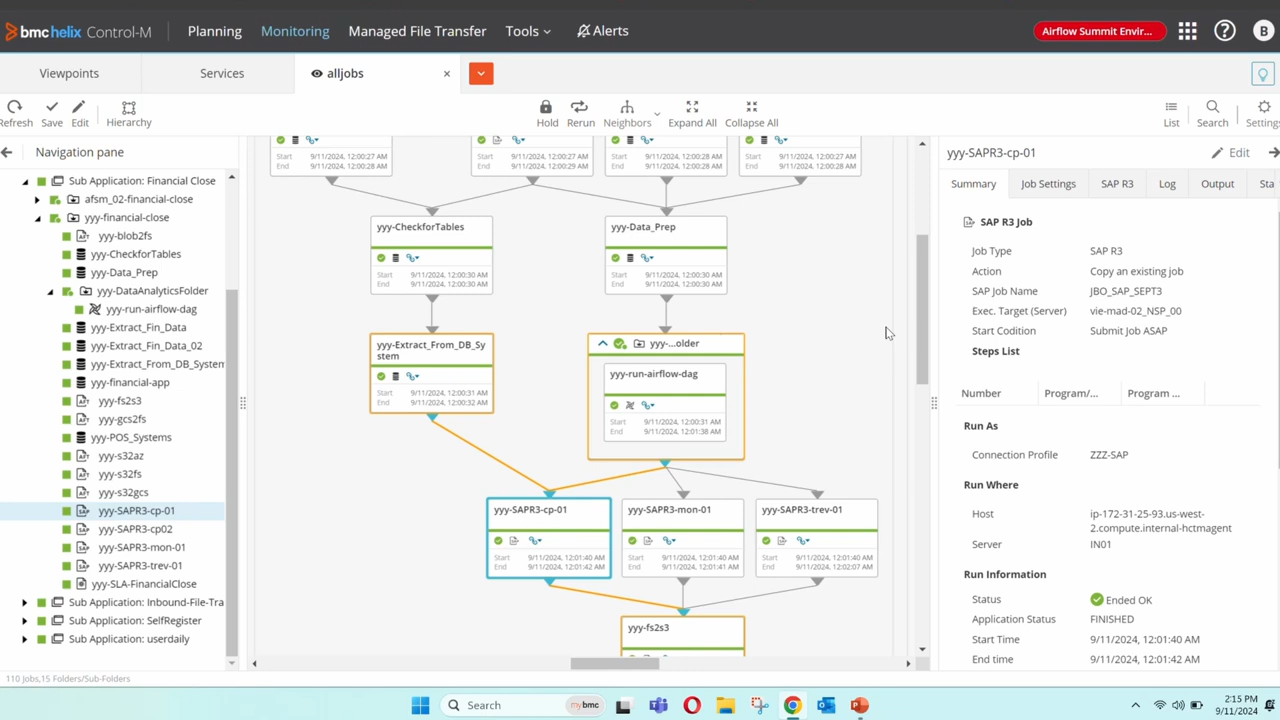 bmc helix Control-M
Planning
Monitoring
Managed File Transfer
Tools
Alerts
Airflow Summit Envir...
B
Viewpoints
Services
alljobs
Refresh
Save
Edit
Hierarchy
Hold
Rerun
Neighbors
Expand All
Collapse All
List
Search
Settings
Navigation pane
Sub Application: Financial Close
afsm_02-financial-close
yyy-financial-close
yyy-blob2fs
yyy-CheckforTables
yyy-Data_Prep
yyy-DataAnalyticsFolder
yyy-run-airflow-dag
yyy-Extract_Fin_Data
yyy-Extract_Fin_Data_02
yyy-Extract_From_DB_System
yyy-financial-app
yyy-fs2s3
yyy-gcs2fs
yyy-POS_Systems
yyy-s32az
yyy-s32fs
yyy-s32gcs
yyy-SAPR3-cp-01
yyy-SAPR3-cp02
yyy-SAPR3-mon-01
yyy-SAPR3-trev-01
yyy-SLA-FinancialClose
Sub Application: Inbound-File-Tra
Sub Application: SelfRegister
Sub Application: userdaily
110 Jobs,15 Folders/Sub-Folders
Start 9/11/2024, 12:00:27 AM
End 9/11/2024, 12:00:28 AM
Start 9/11/2024, 12:00:27 AM
End 9/11/2024, 12:00:29 AM
Start 9/11/2024, 12:00:28 AM
End 9/11/2024, 12:00:28 AM
Start 9/11/2024, 12:00:28 AM
End 9/11/2024, 12:00:28 AM
yyy-CheckforTables
Start 9/11/2024, 12:00:30 AM
End 9/11/2024, 12:00:30 AM
yyy-Data_Prep
Start 9/11/2024, 12:00:30 AM
End 9/11/2024, 12:00:30 AM
yyy-Extract_From_DB_Sy
stem
Start 9/11/2024, 12:00:31 AM
End 9/11/2024, 12:00:32 AM
yyy-...older
yyy-run-airflow-dag
Start 9/11/2024, 12:00:31 AM
End 9/11/2024, 12:01:38 AM
yyy-SAPR3-cp-01
Start 9/11/2024, 12:01:40 AM
End 9/11/2024, 12:01:42 AM
yyy-SAPR3-mon-01
Start 9/11/2024, 12:01:40 AM
End 9/11/2024, 12:01:41 AM
yyy-SAPR3-trev-01
Start 9/11/2024, 12:01:40 AM
End 9/11/2024, 12:02:07 AM
yyy-fs2s3
yyy-SAPR3-cp-01
Edit
Summary
Job Settings
SAP R3
Log
Output
Sta
SAP R3 Job
Job Type SAP R3
Action Copy an existing job
SAP Job Name JBO_SAP_SEPT3
Exec. Target (Server) vie-mad-02_NSP_00
Start Codition Submit Job ASAP
Steps List
Number Program/... Program ...
Run As
Connection Profile ZZZ-SAP
Run Where
Host ip-172-31-25-93.us-west-
2.compute.internal-hctmagent
Server IN01
Run Information
Status Ended OK
Application Status FINISHED
Start Time 9/11/2024, 12:01:40 AM
End time 9/11/2024, 12:01:42 AM
Search
my bmc
2:15 PM
9/11/2024